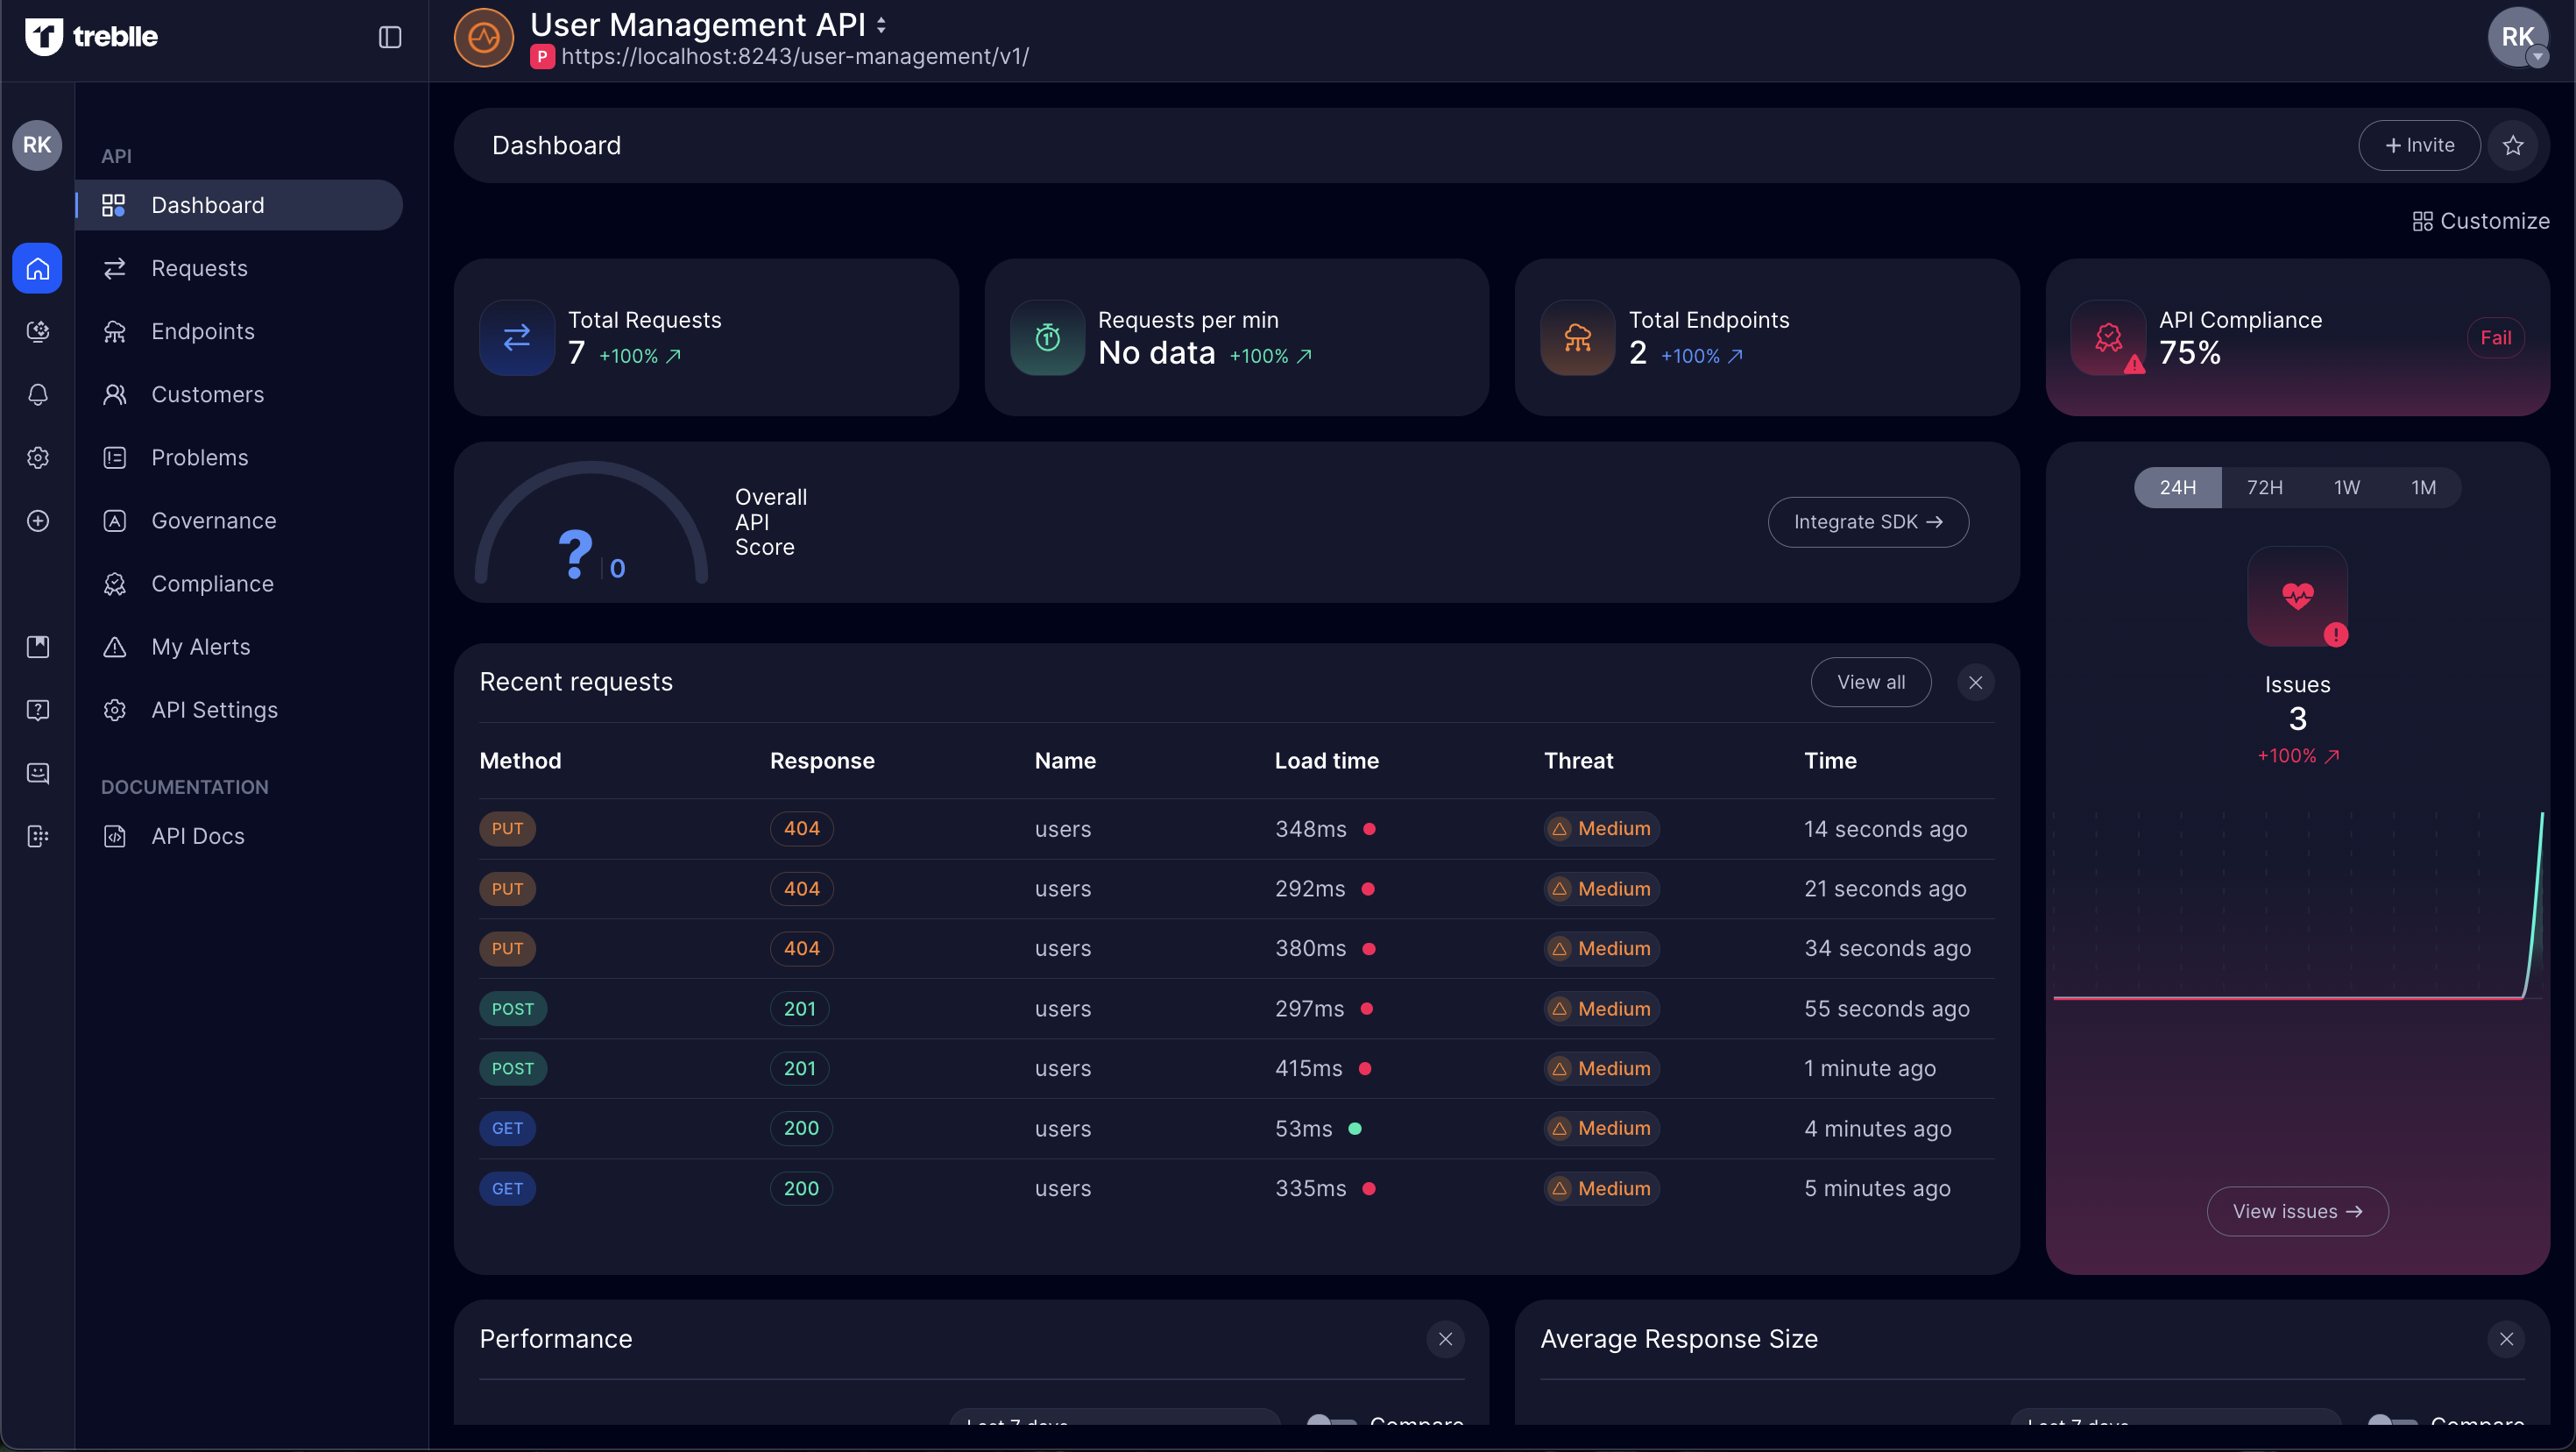 treblle
User Management API
P https://localhost:8243/user-management/v1/
RK
RK
API
Dashboard
Requests
Endpoints
Customers
Problems
Governance
Compliance
My Alerts
API Settings
DOCUMENTATION
API Docs
Dashboard
+ Invite
Customize
Total Requests
7 +100%
Requests per min
No data +100%
Total Endpoints
2 +100%
API Compliance
75%
Fail
? 0
Overall
API
Score
Integrate SDK →
24H 72H 1W 1M
Issues
3
+100%
View issues →
Recent requests
View all
Method Response Name Load time Threat Time
PUT 404 users 348ms Medium 14 seconds ago
PUT 404 users 292ms Medium 21 seconds ago
PUT 404 users 380ms Medium 34 seconds ago
POST 201 users 297ms Medium 55 seconds ago
POST 201 users 415ms Medium 1 minute ago
GET 200 users 53ms Medium 4 minutes ago
GET 200 users 335ms Medium 5 minutes ago
Performance
Last 7 days Compare
Average Response Size
Last 7 days Compare